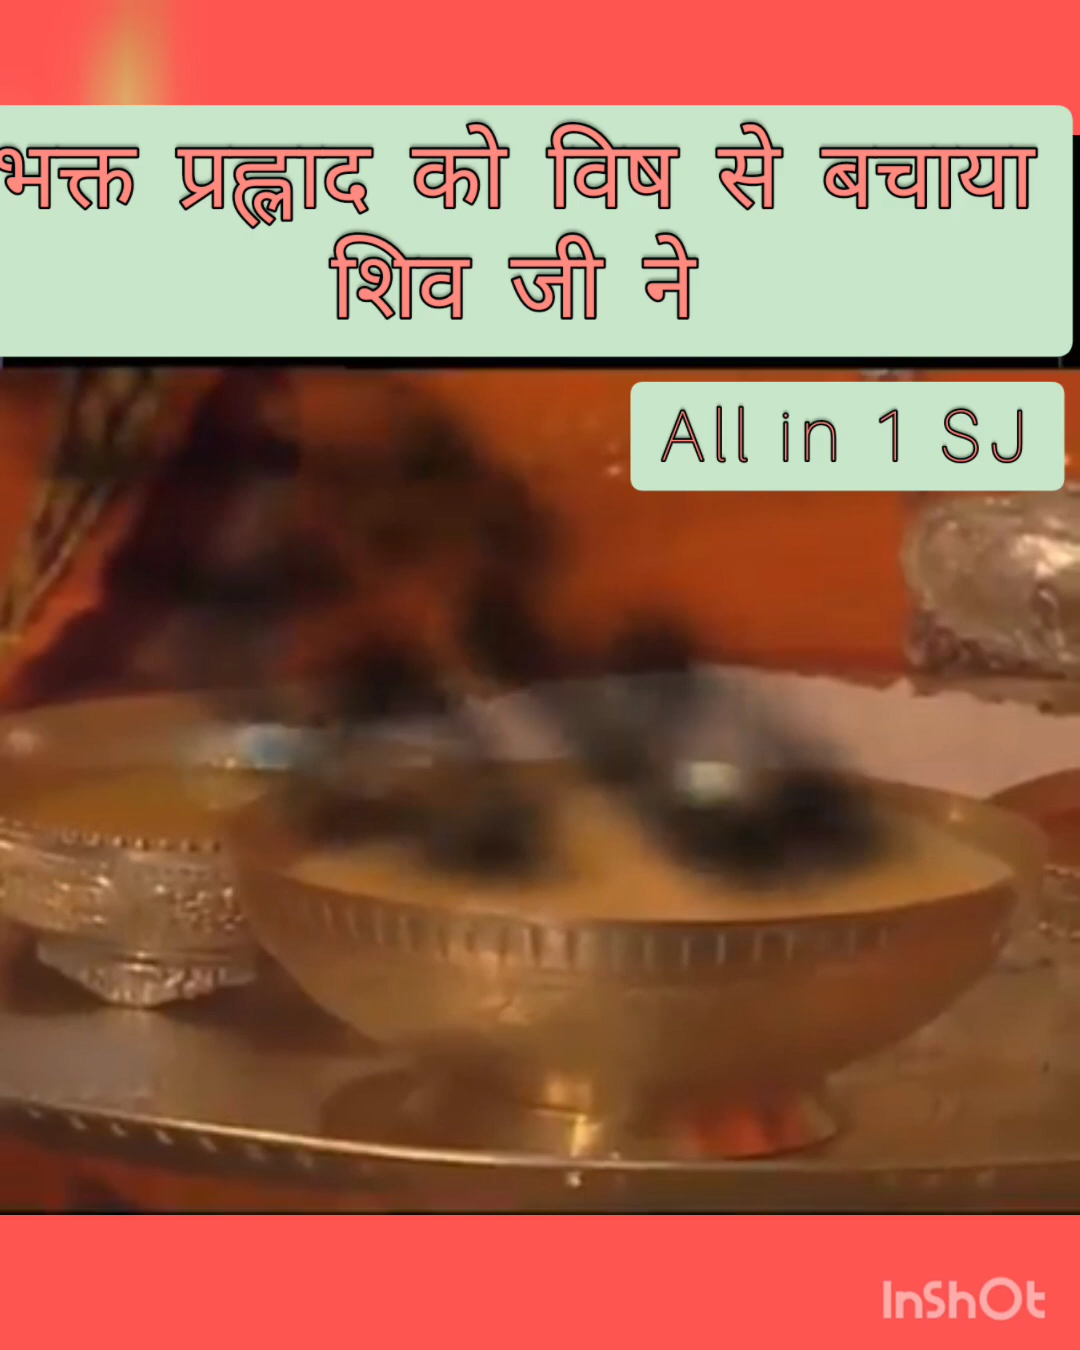 भक्त प्रह्लाद को विष से बचाया
शिव जी ने
All in 1 SJ
InShOt